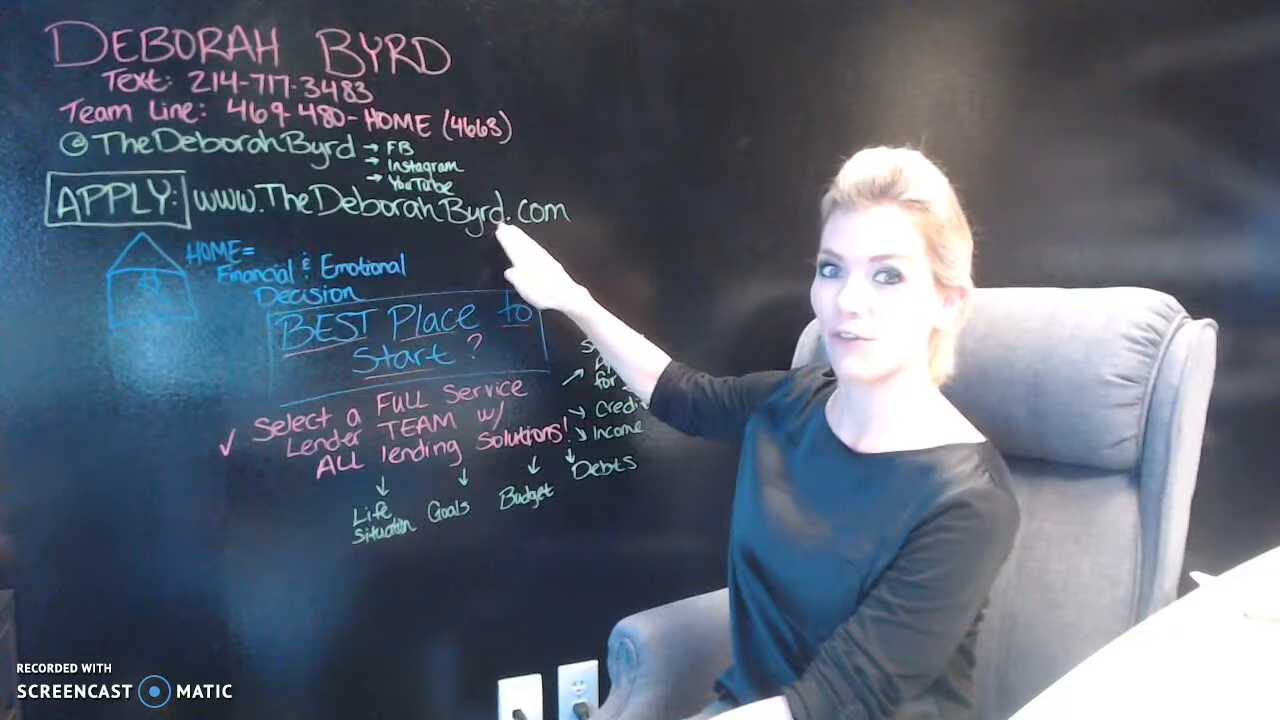 DEBORAH BYRD
Text: 214-717-3483
Team Line: 469-480-HOME (4663)
@TheDeborahByrd → FB
→ Instagram
→ YouTube
APPLY: www.TheDeborahByrd.com
HOME=
Financial & Emotional
Decision
BEST Place to
Start?
✓ Select a FULL Service
Lender TEAM w/
ALL lending Solutions!
for
Credi
Income
Debts
Life
Situation
Goals
Budget
RECORDED WITH
SCREENCAST MATIC